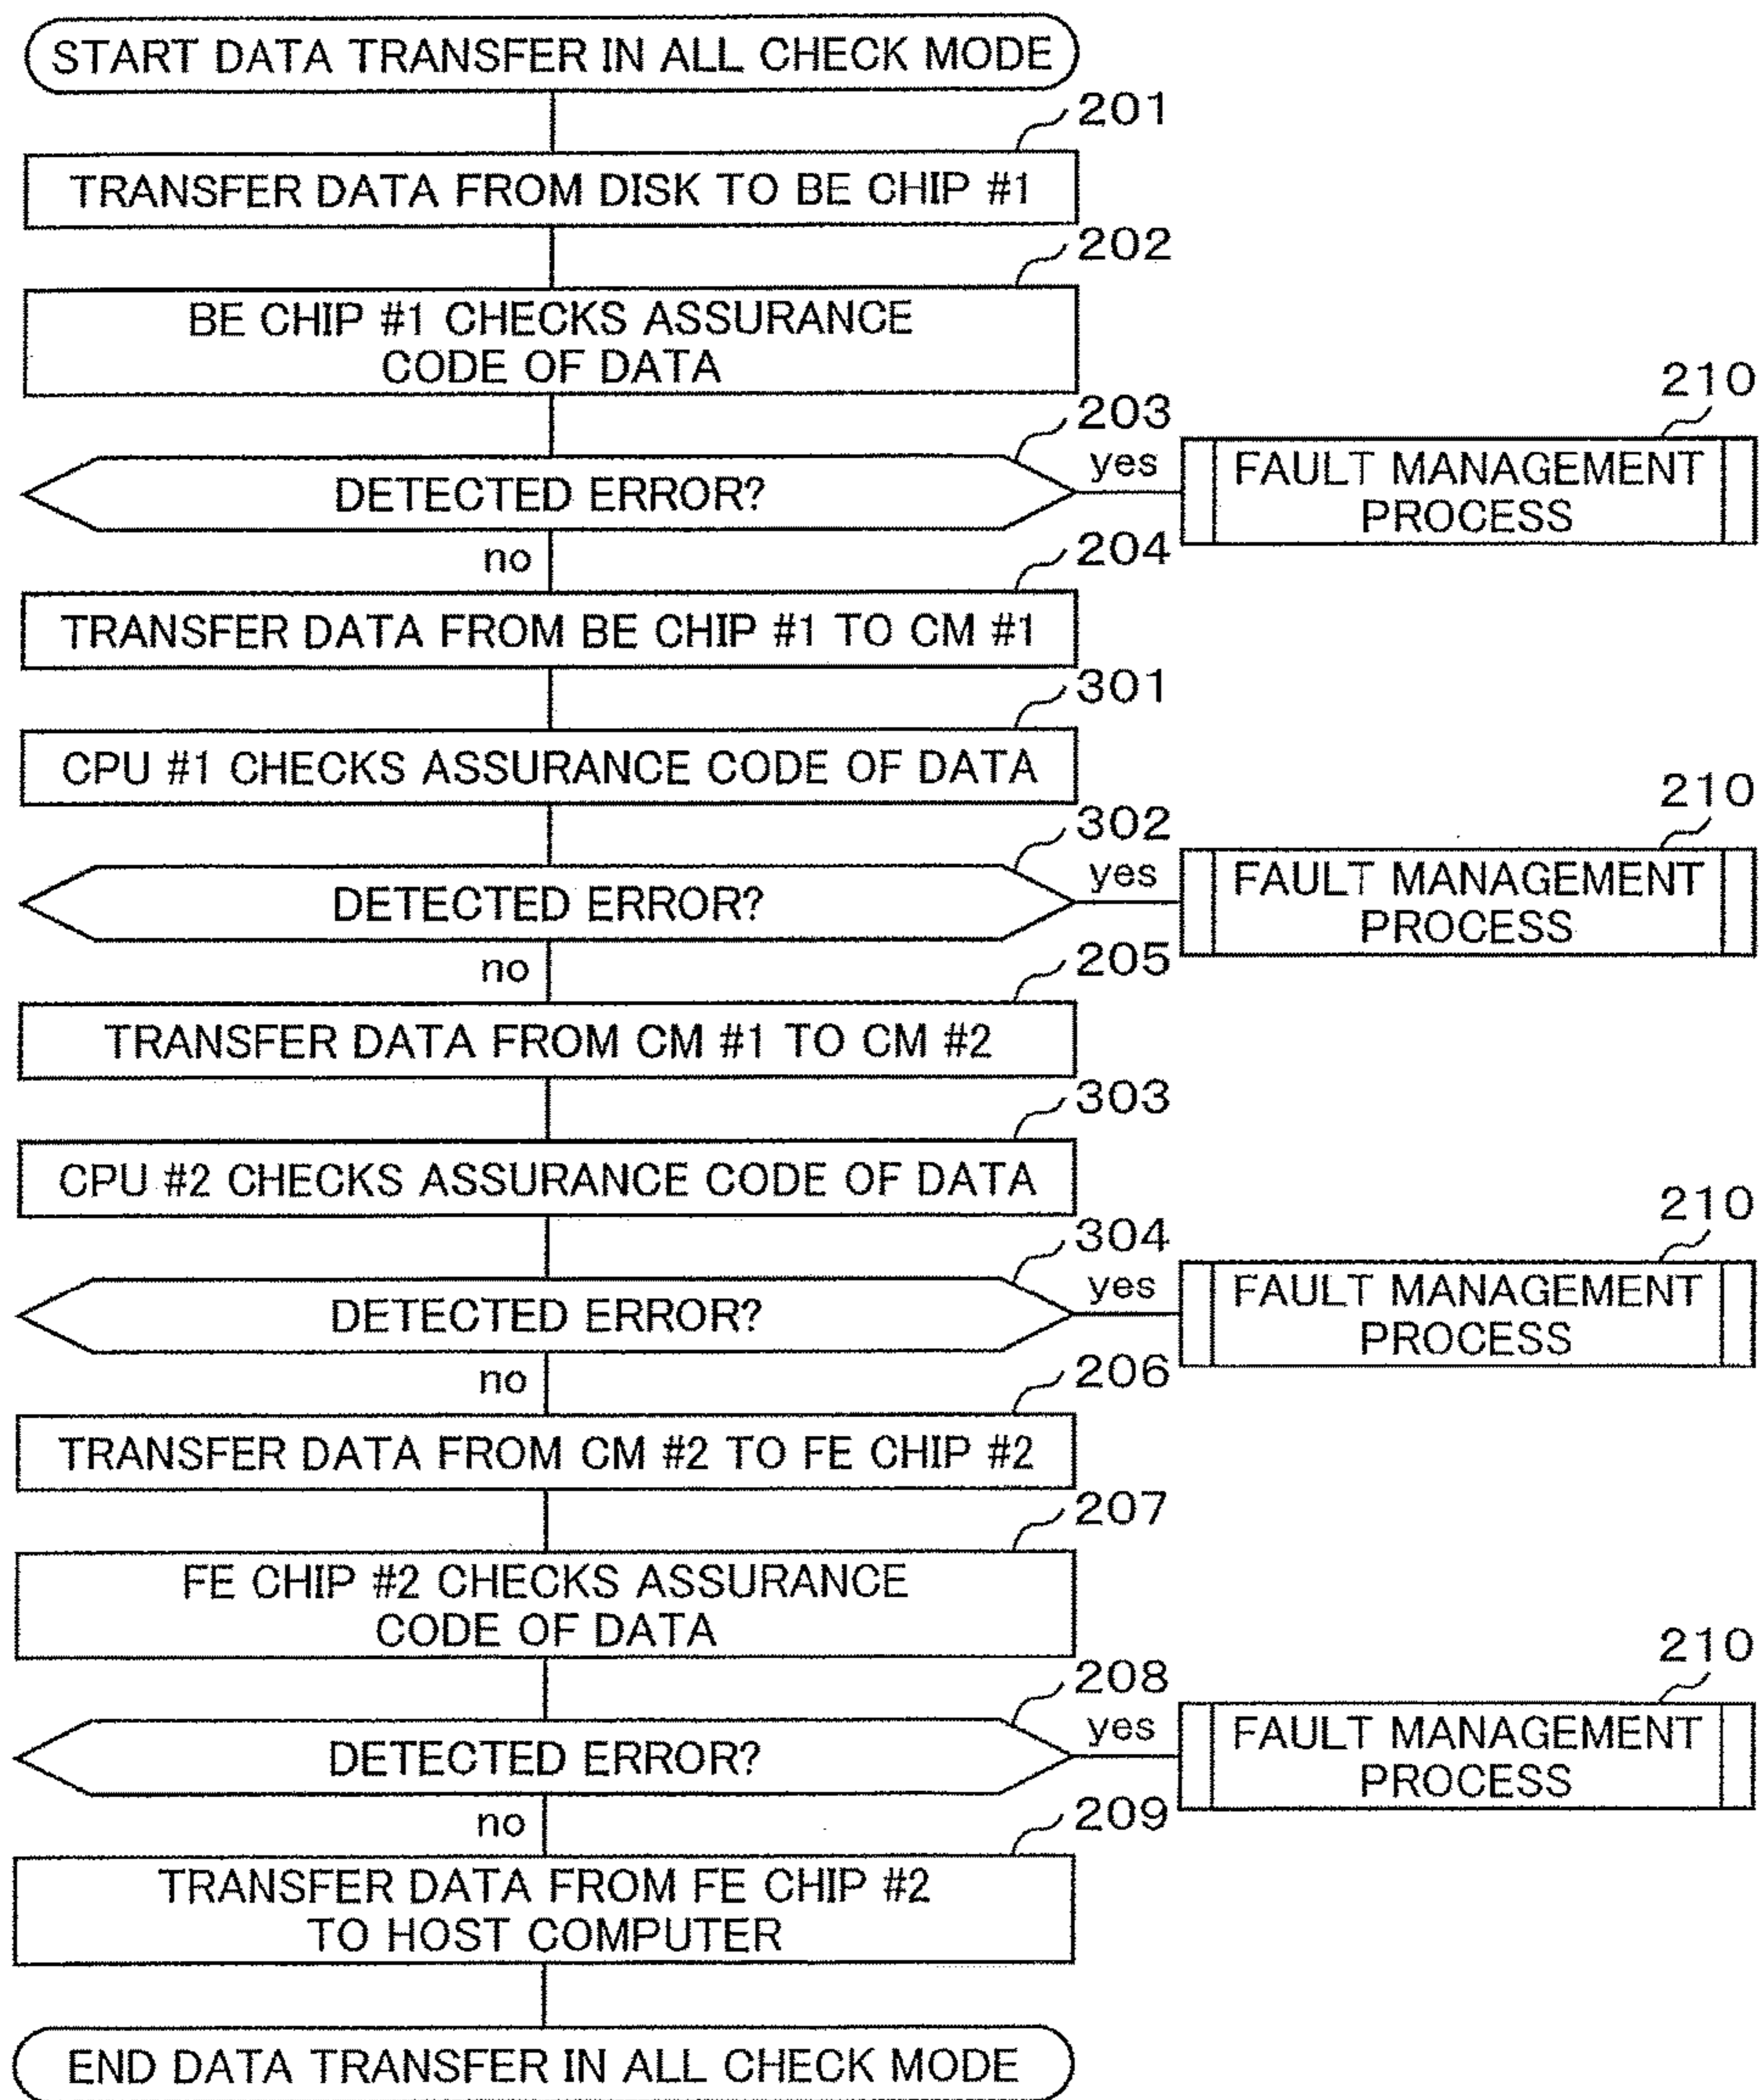 START DATA TRANSFER IN ALL CHECK MODE
201
TRANSFER DATA FROM DISK TO BE CHIP #1
202
BE CHIP #1 CHECKS ASSURANCE
CODE OF DATA
203
DETECTED ERROR?
yes
210
FAULT MANAGEMENT
PROCESS
no
204
TRANSFER DATA FROM BE CHIP #1 TO CM #1
301
CPU #1 CHECKS ASSURANCE CODE OF DATA
302
DETECTED ERROR?
yes
210
FAULT MANAGEMENT
PROCESS
no
205
TRANSFER DATA FROM CM #1 TO CM #2
303
CPU #2 CHECKS ASSURANCE CODE OF DATA
304
DETECTED ERROR?
yes
210
FAULT MANAGEMENT
PROCESS
no
206
TRANSFER DATA FROM CM #2 TO FE CHIP #2
207
FE CHIP #2 CHECKS ASSURANCE
CODE OF DATA
208
DETECTED ERROR?
yes
210
FAULT MANAGEMENT
PROCESS
no
209
TRANSFER DATA FROM FE CHIP #2
TO HOST COMPUTER
END DATA TRANSFER IN ALL CHECK MODE